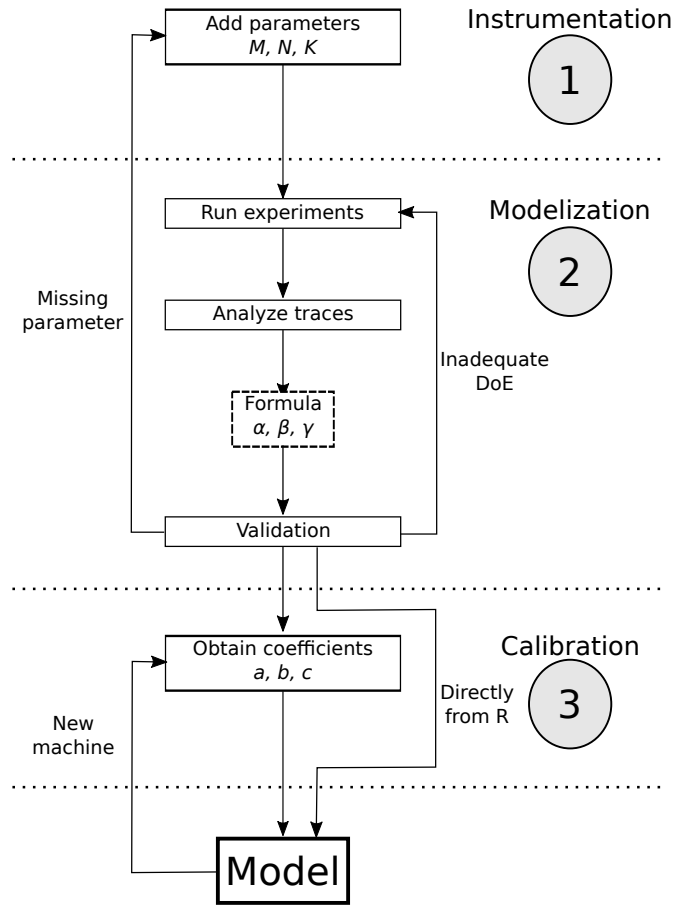 Instrumentation
Add parameters
M, N, K
1
Run experiments
Modelization
2
Missing
parameter
Analyze traces
Inadequate
DoE
Formula
α, β, γ
Validation
Obtain coefficients
a, b, c
Calibration
3
Directly
from R
New
machine
Model